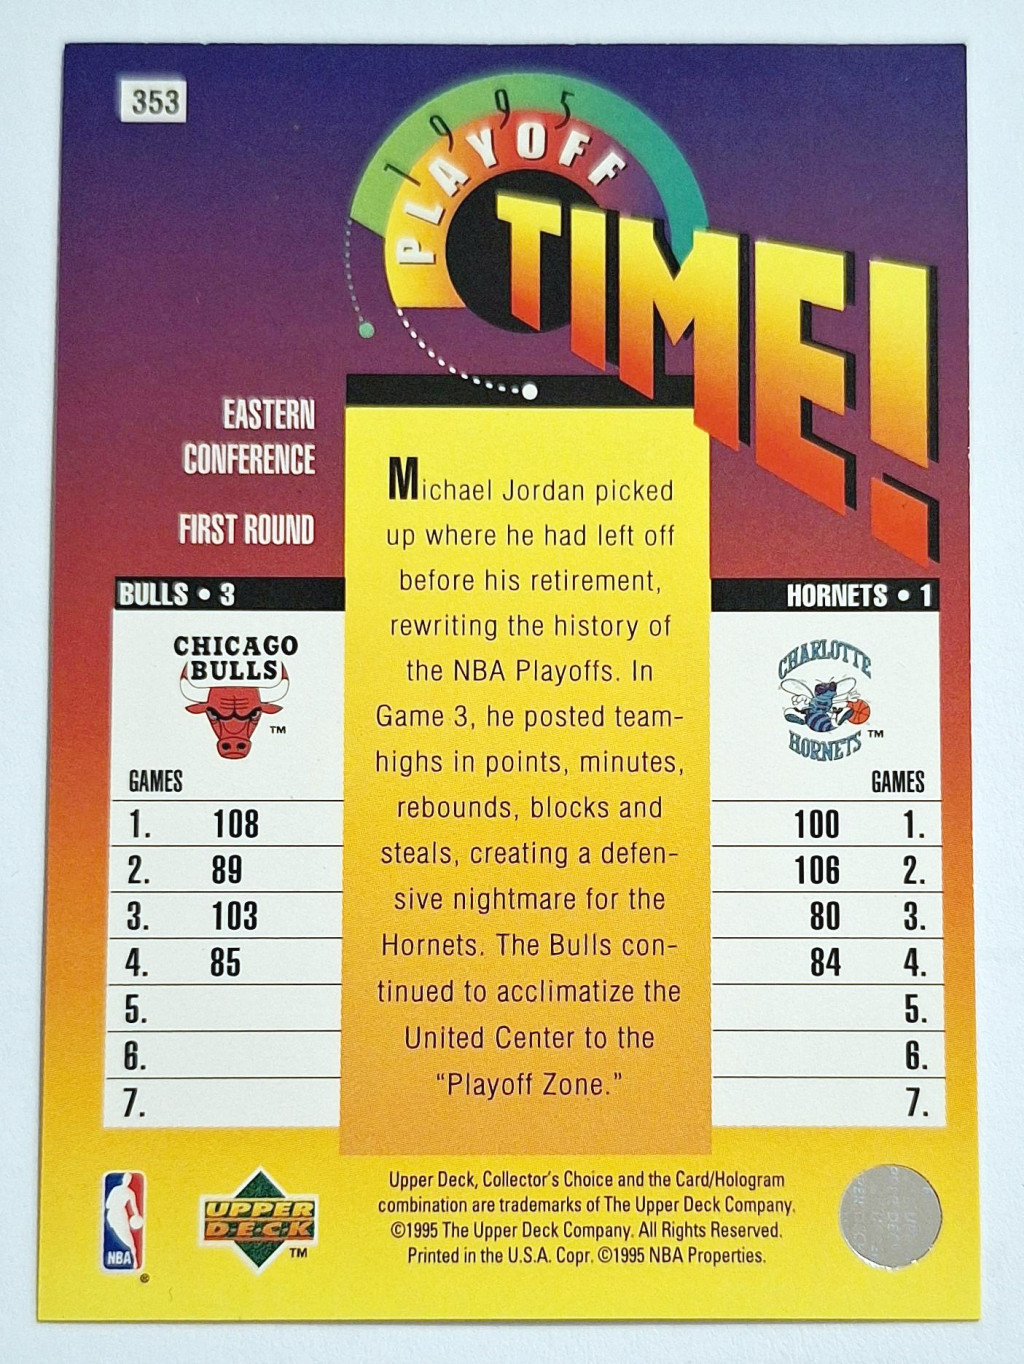 353
1995
PLAYOFF
TIME!
EASTERN
CONFERENCE
FIRST ROUND
BULLS • 3
CHICAGO
BULLS
TM
GAMES
1. 108
2. 89
3. 103
4. 85
5.
6.
7.
Michael Jordan picked
up where he had left off
before his retirement,
rewriting the history of
the NBA Playoffs. In
Game 3, he posted team-
highs in points, minutes,
rebounds, blocks and
steals, creating a defen-
sive nightmare for the
Hornets. The Bulls con-
tinued to acclimatize the
United Center to the
“Playoff Zone.”
HORNETS • 1
CHARLOTTE
HORNETS
TM
GAMES
100 1.
106 2.
80 3.
84 4.
5.
6.
7.
NBA
®
UPPER
DECK
TM
Upper Deck, Collector's Choice and the Card/Hologram
combination are trademarks of The Upper Deck Company.
©1995 The Upper Deck Company. All Rights Reserved.
Printed in the U.S.A. Copr. ©1995 NBA Properties.